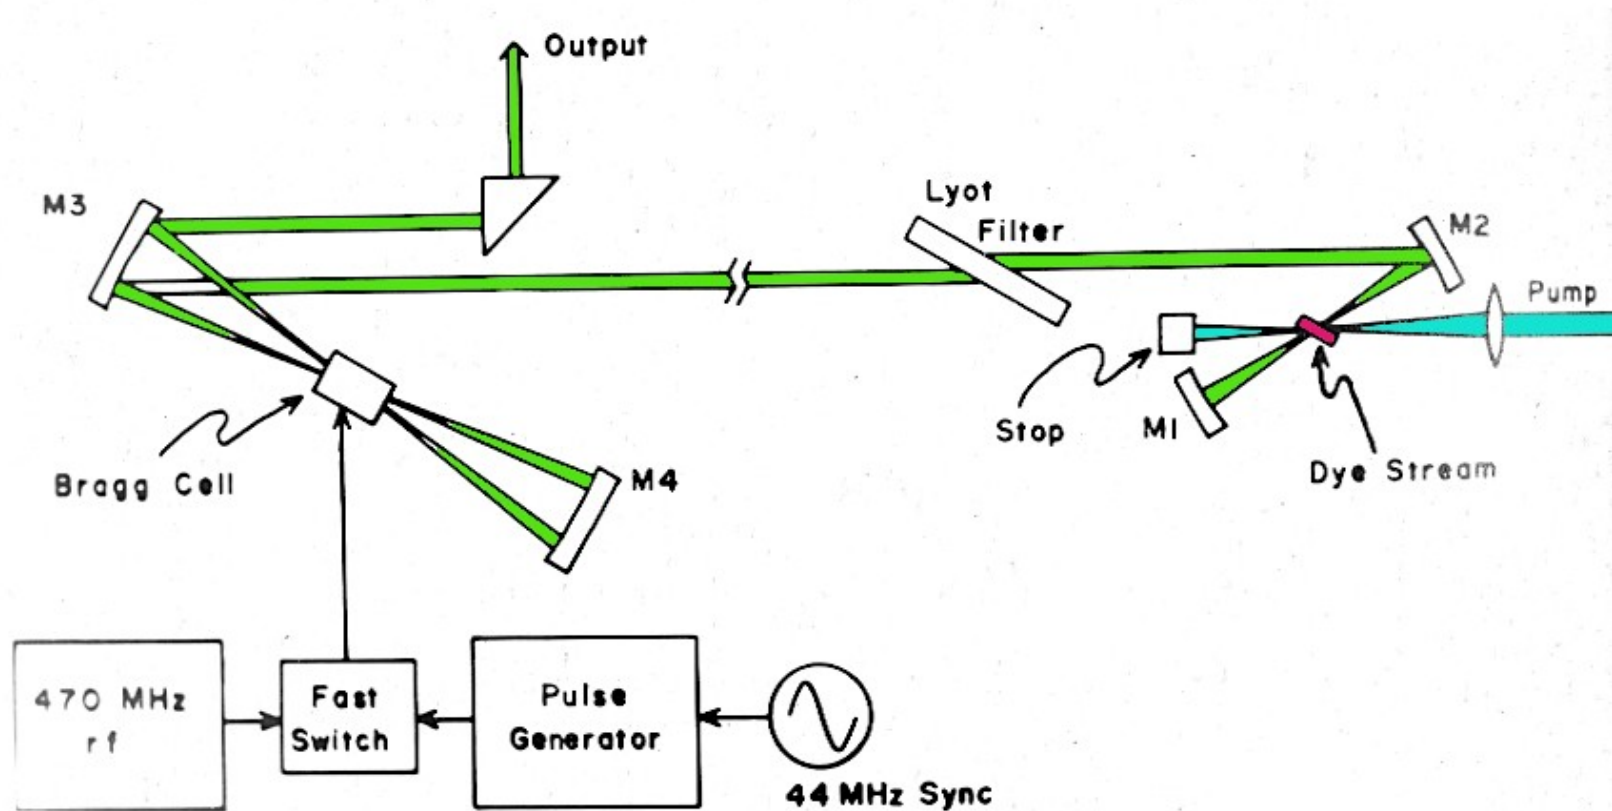 Output
M3
Lyot
Filter
M2
Pump
Stop
M1
Dye Stream
Bragg Cell
M4
470 MHz
rf
Fast
Switch
Pulse
Generator
44 MHz Sync